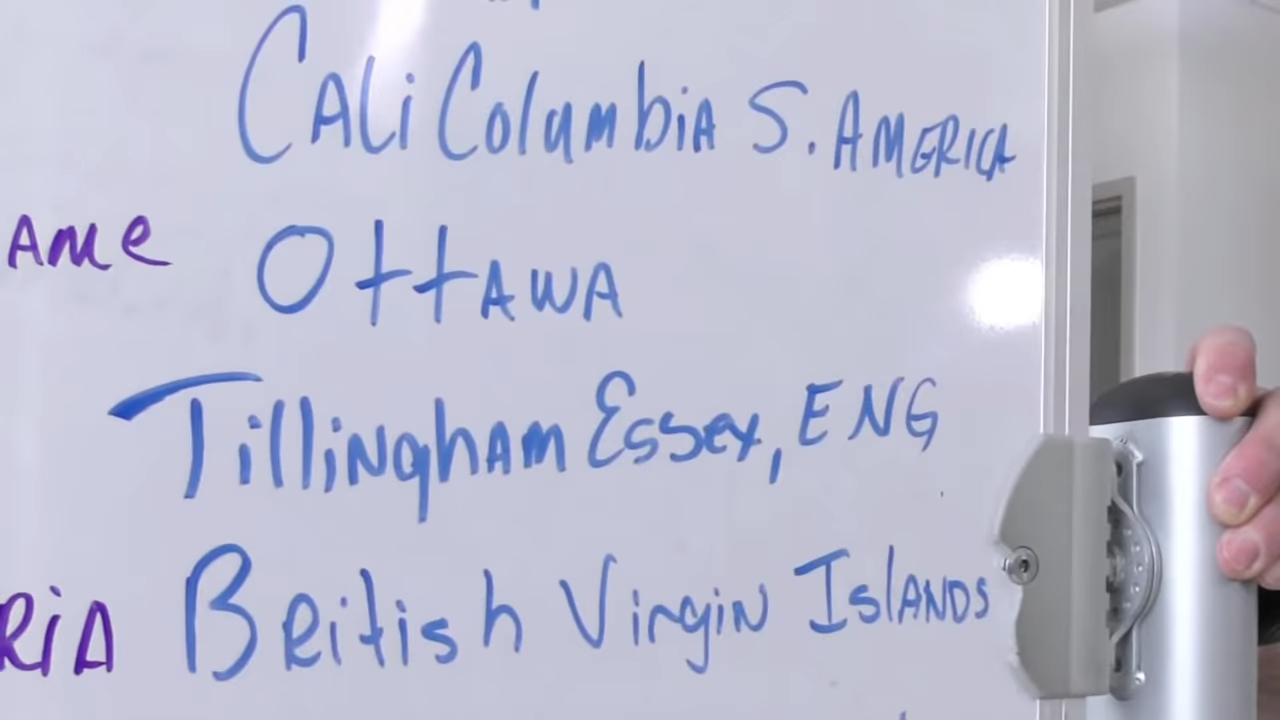 CALi Columbia S. AMERICA
AMe OttAWA
Tillingham Essex, ENG
RiA British Virgin Islands